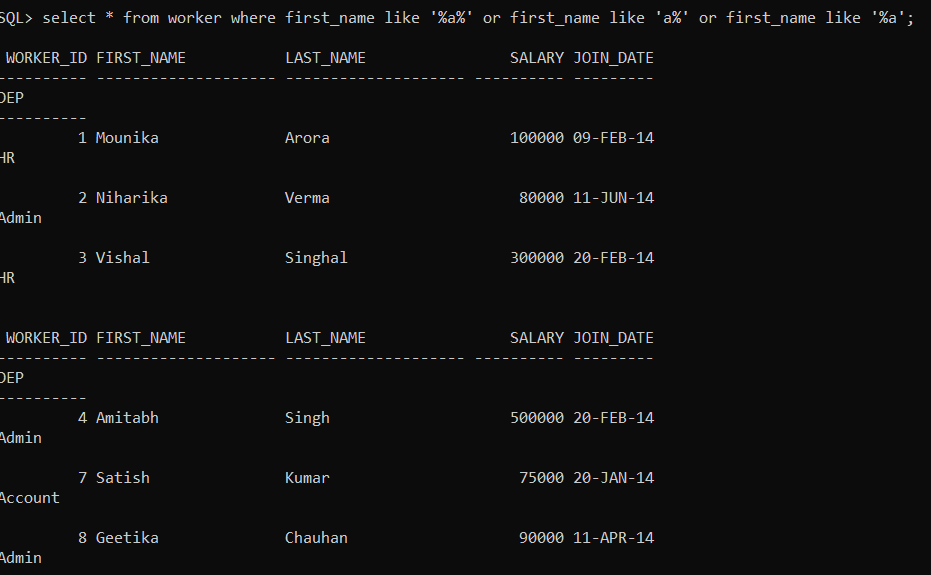 SQL> select * from worker where first_name like '%a%' or first_name like 'a%' or first_name like '%a';
WORKER_ID FIRST_NAME LAST_NAME SALARY JOIN_DATE
---------- -------------------- -------------------- ---------- ---------
DEP
----------
1 Mounika Arora 100000 09-FEB-14
HR
2 Niharika Verma 80000 11-JUN-14
Admin
3 Vishal Singhal 300000 20-FEB-14
HR
WORKER_ID FIRST_NAME LAST_NAME SALARY JOIN_DATE
---------- -------------------- -------------------- ---------- ---------
DEP
----------
4 Amitabh Singh 500000 20-FEB-14
Admin
7 Satish Kumar 75000 20-JAN-14
Account
8 Geetika Chauhan 90000 11-APR-14
Admin